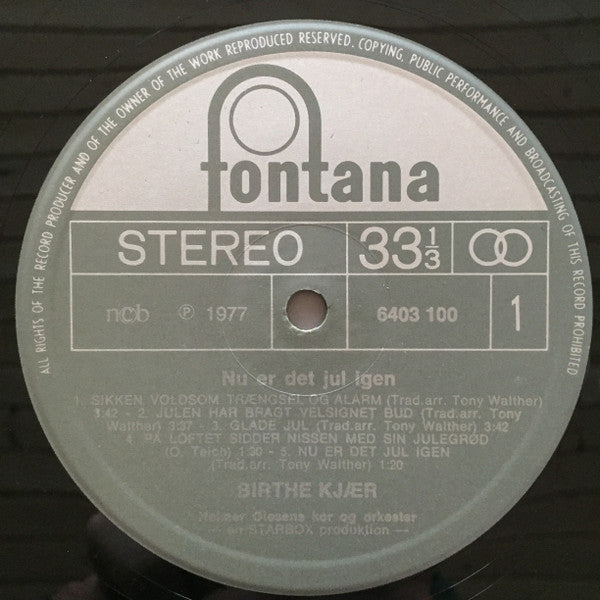 ALL RIGHTS OF THE RECORD PRODUCER AND OF THE OWNER OF THE WORK REPRODUCED RESERVED. COPYING, PUBLIC PERFORMANCE AND BROADCASTING OF THIS RECORD PROHIBITED
fontana
STEREO 33 1/3
n©b ℗ 1977 6403 100 1
Nu er det jul igen
1. SIKKEN VOLDSOM TRÆNGSEL OG ALARM (Trad.arr. Tony Walther)
3:42 - 2. JULEN HAR BRAGT VELSIGNET BUD (Trad.arr. Tony
Walther) 3:37 - 3. GLADE JUL (Trad.arr. Tony Walther) 3:42
4. PÅ LOFTET SIDDER NISSEN MED SIN JULEGRØD
(O. Teich) 1:30 - 5. NU ER DET JUL IGEN
(Trad.arr. Tony Walther) 1:20
BIRTHE KJÆR
Helmer Olesens kor og orkester
— en STARBOX produktion —